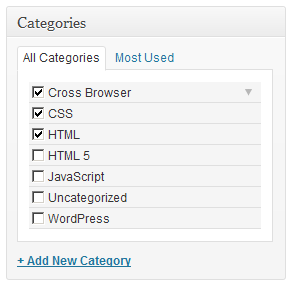 Categories
All Categories Most Used
Cross Browser
CSS
HTML
HTML 5
JavaScript
Uncategorized
WordPress
+ Add New Category